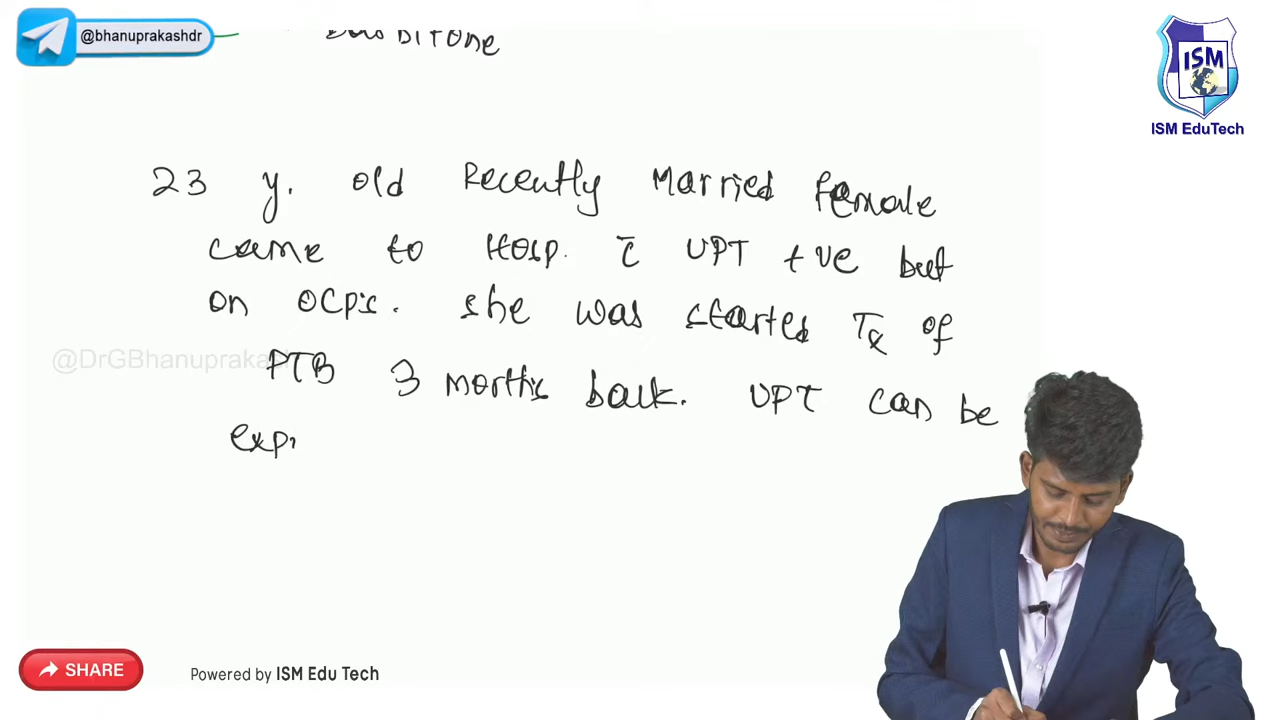 @bhanuprakashdr
ISM
ISM EduTech
23 y. old Recently Married Female
came to Hosp. c̄ UPT +ve but
on OCPs. she was started Tx of
@DrGBhanuprakash
PTB 3 months back. UPT can be
exp
SHARE
Powered by ISM Edu Tech